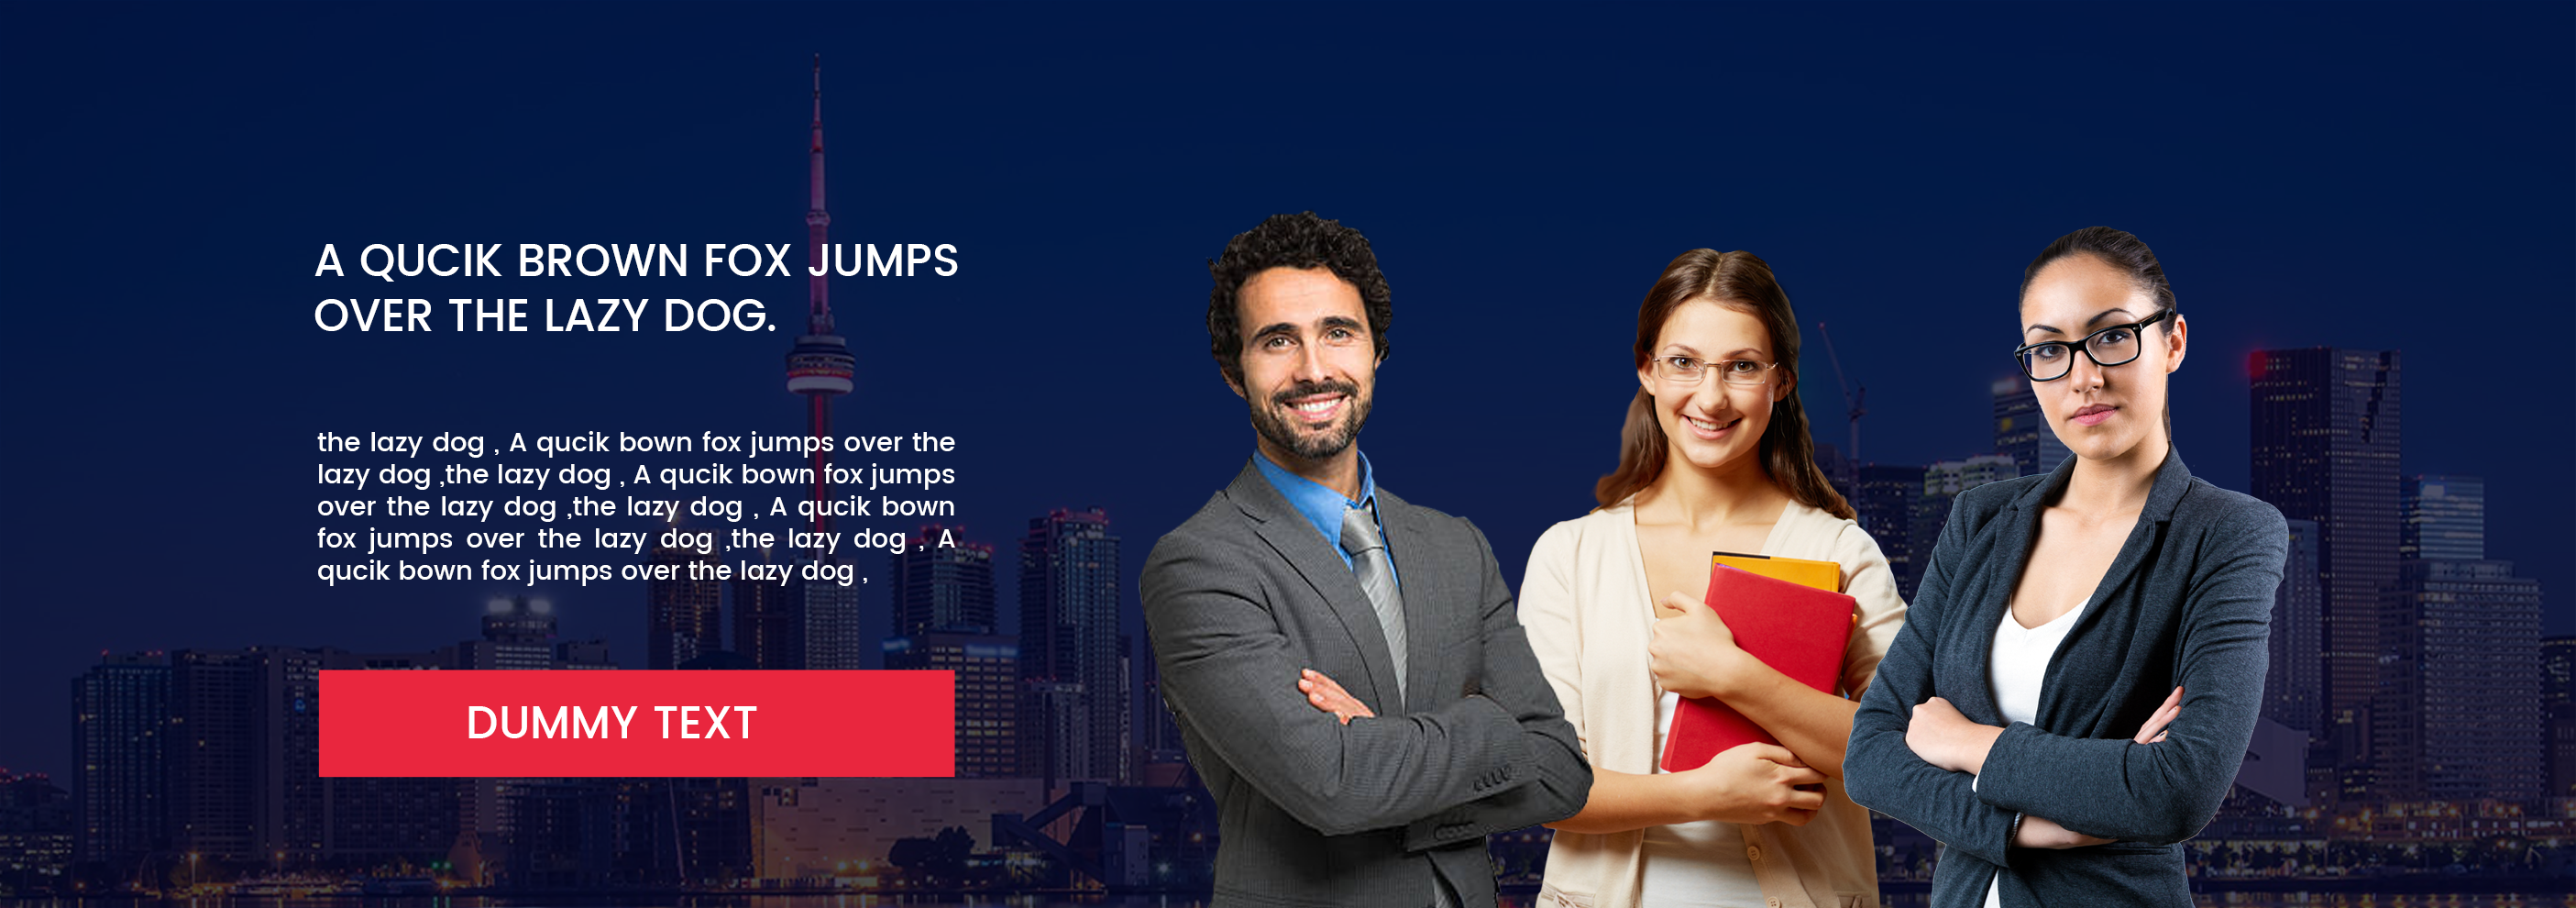 A QUCIK BROWN FOX JUMPS
OVER THE LAZY DOG.
the lazy dog , A qucik bown fox jumps over the
lazy dog ,the lazy dog , A qucik bown fox jumps
over the lazy dog ,the lazy dog , A qucik bown
fox jumps over the lazy dog ,the lazy dog , A
qucik bown fox jumps over the lazy dog ,
DUMMY TEXT